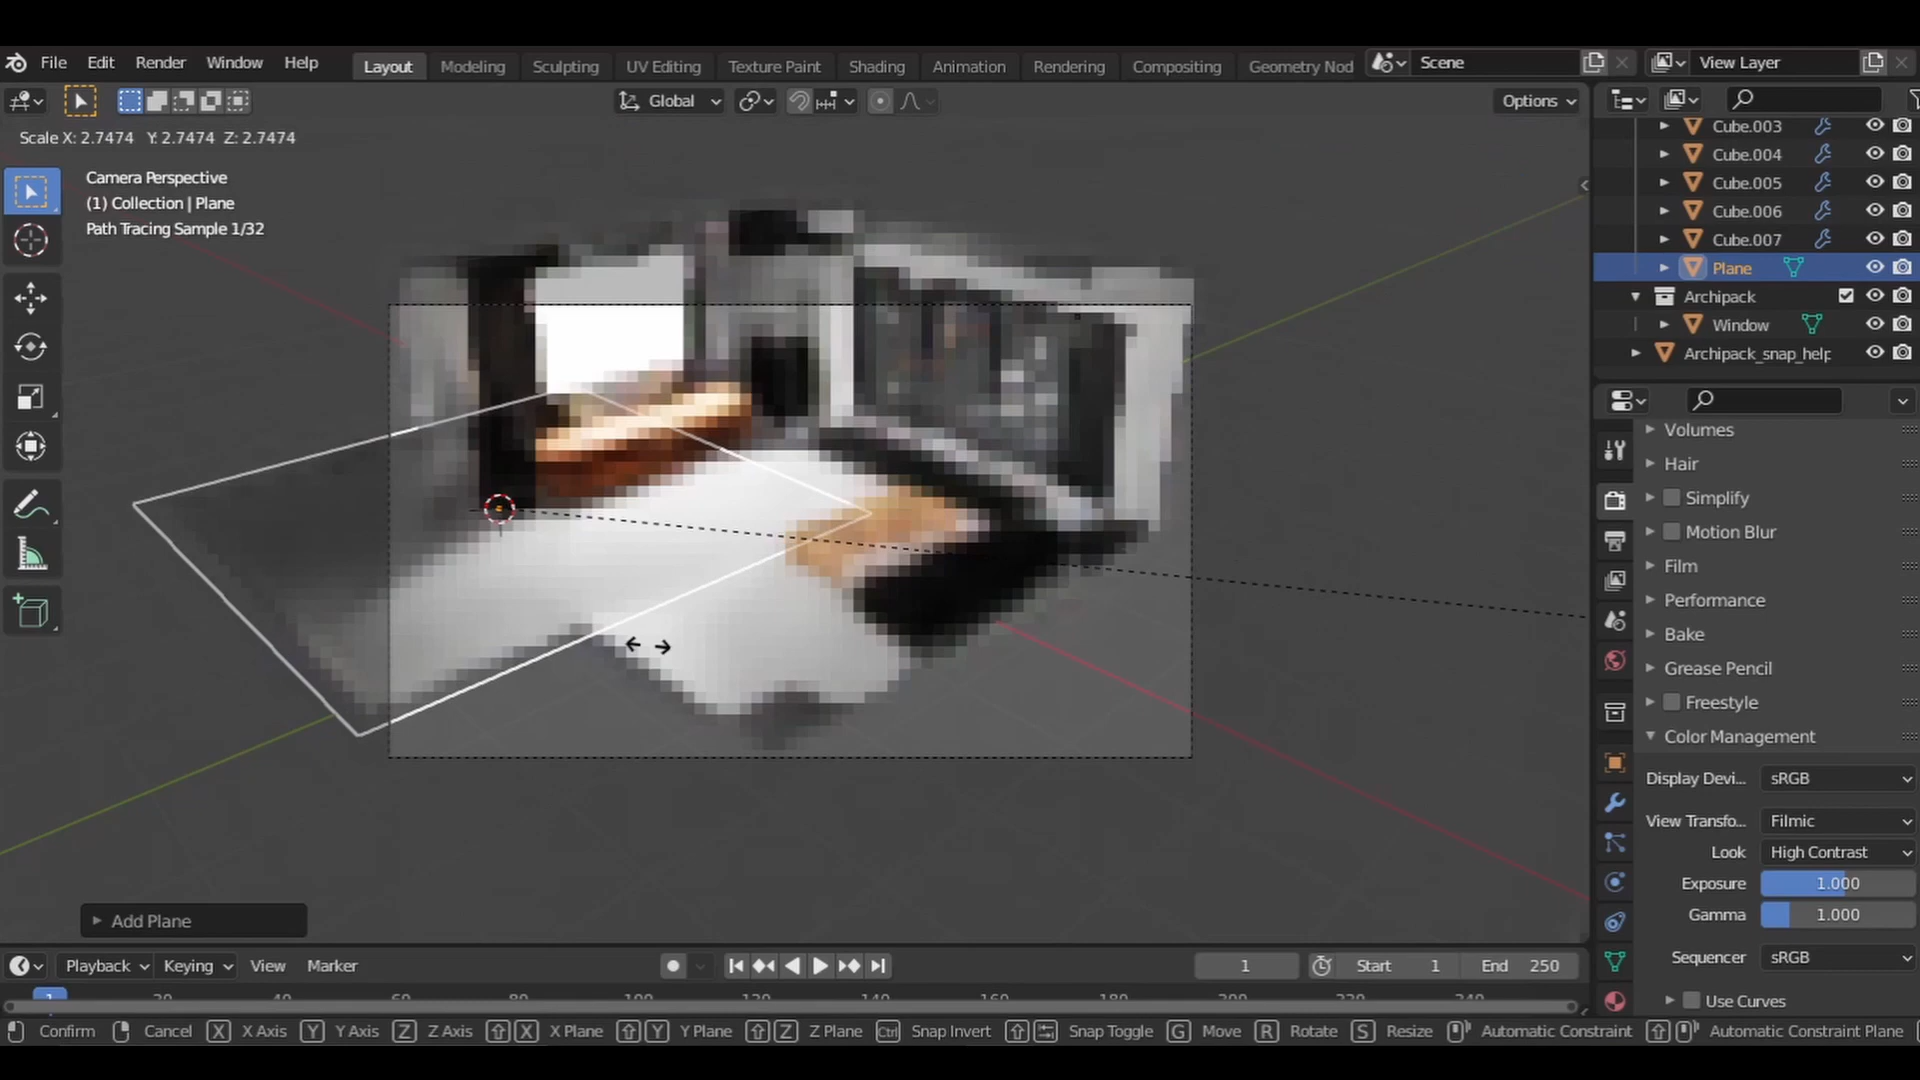 File Edit Render Window Help Layout Modeling Sculpting UV Editing Texture Paint Shading Animation Rendering Compositing Geometry Nod Scene View Layer
Global Options
Scale X: 2.7474 Y: 2.7474 Z: 2.7474
Camera Perspective
(1) Collection | Plane
Path Tracing Sample 1/32
Cube.003
Cube.004
Cube.005
Cube.006
Cube.007
Plane
Archipack
Window
Archipack_snap_help
Volumes
Hair
Simplify
Motion Blur
Film
Performance
Bake
Grease Pencil
Freestyle
Color Management
Display Devi... sRGB
View Transfo... Filmic
Look High Contrast
Exposure 1.000
Gamma 1.000
Sequencer sRGB
Use Curves
Add Plane
Playback Keying View Marker 1 Start 1 End 250
1
Confirm Cancel X X Axis Y Y Axis Z Z Axis X X Plane Y Y Plane Z Z Plane Ctrl Snap Invert Snap Toggle G Move R Rotate S Resize Automatic Constraint Automatic Constraint Plane